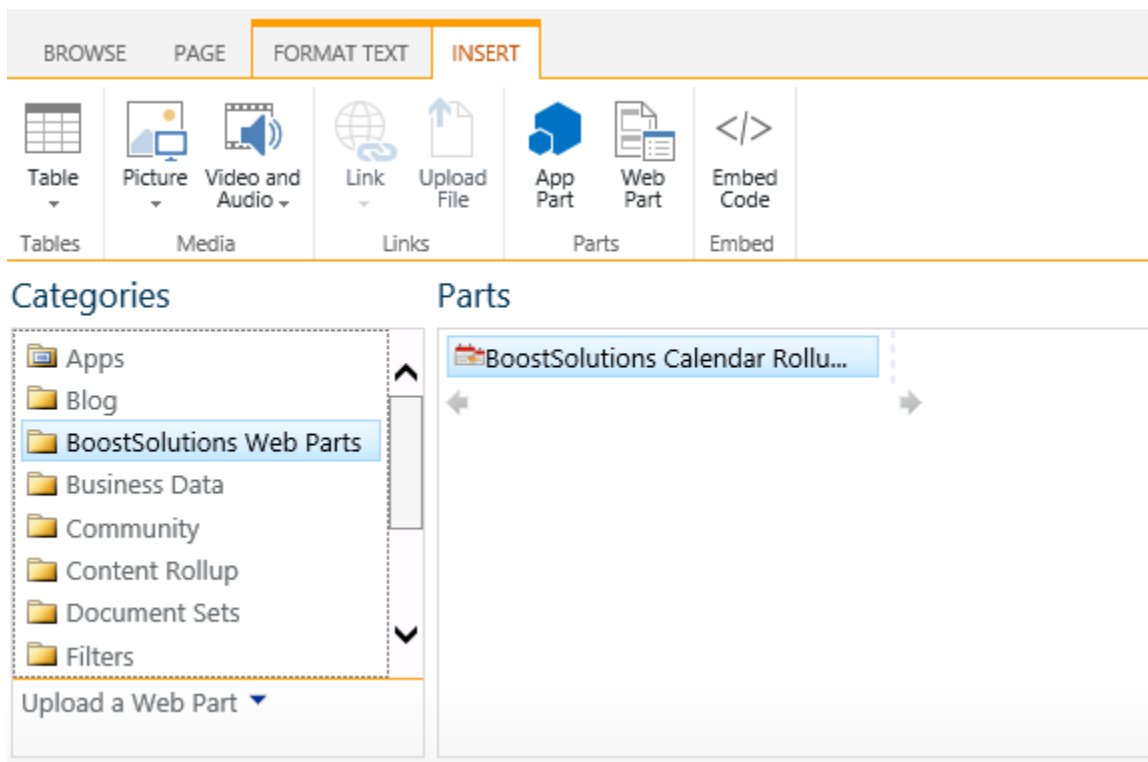 BROWSE PAGE FORMAT TEXT INSERT
Table Picture Video and Audio Link Upload File App Part Web Part Embed Code
Tables Media Links Parts Embed
Categories
Apps
Blog
BoostSolutions Web Parts
Business Data
Community
Content Rollup
Document Sets
Filters
Upload a Web Part
Parts
BoostSolutions Calendar Rollu...